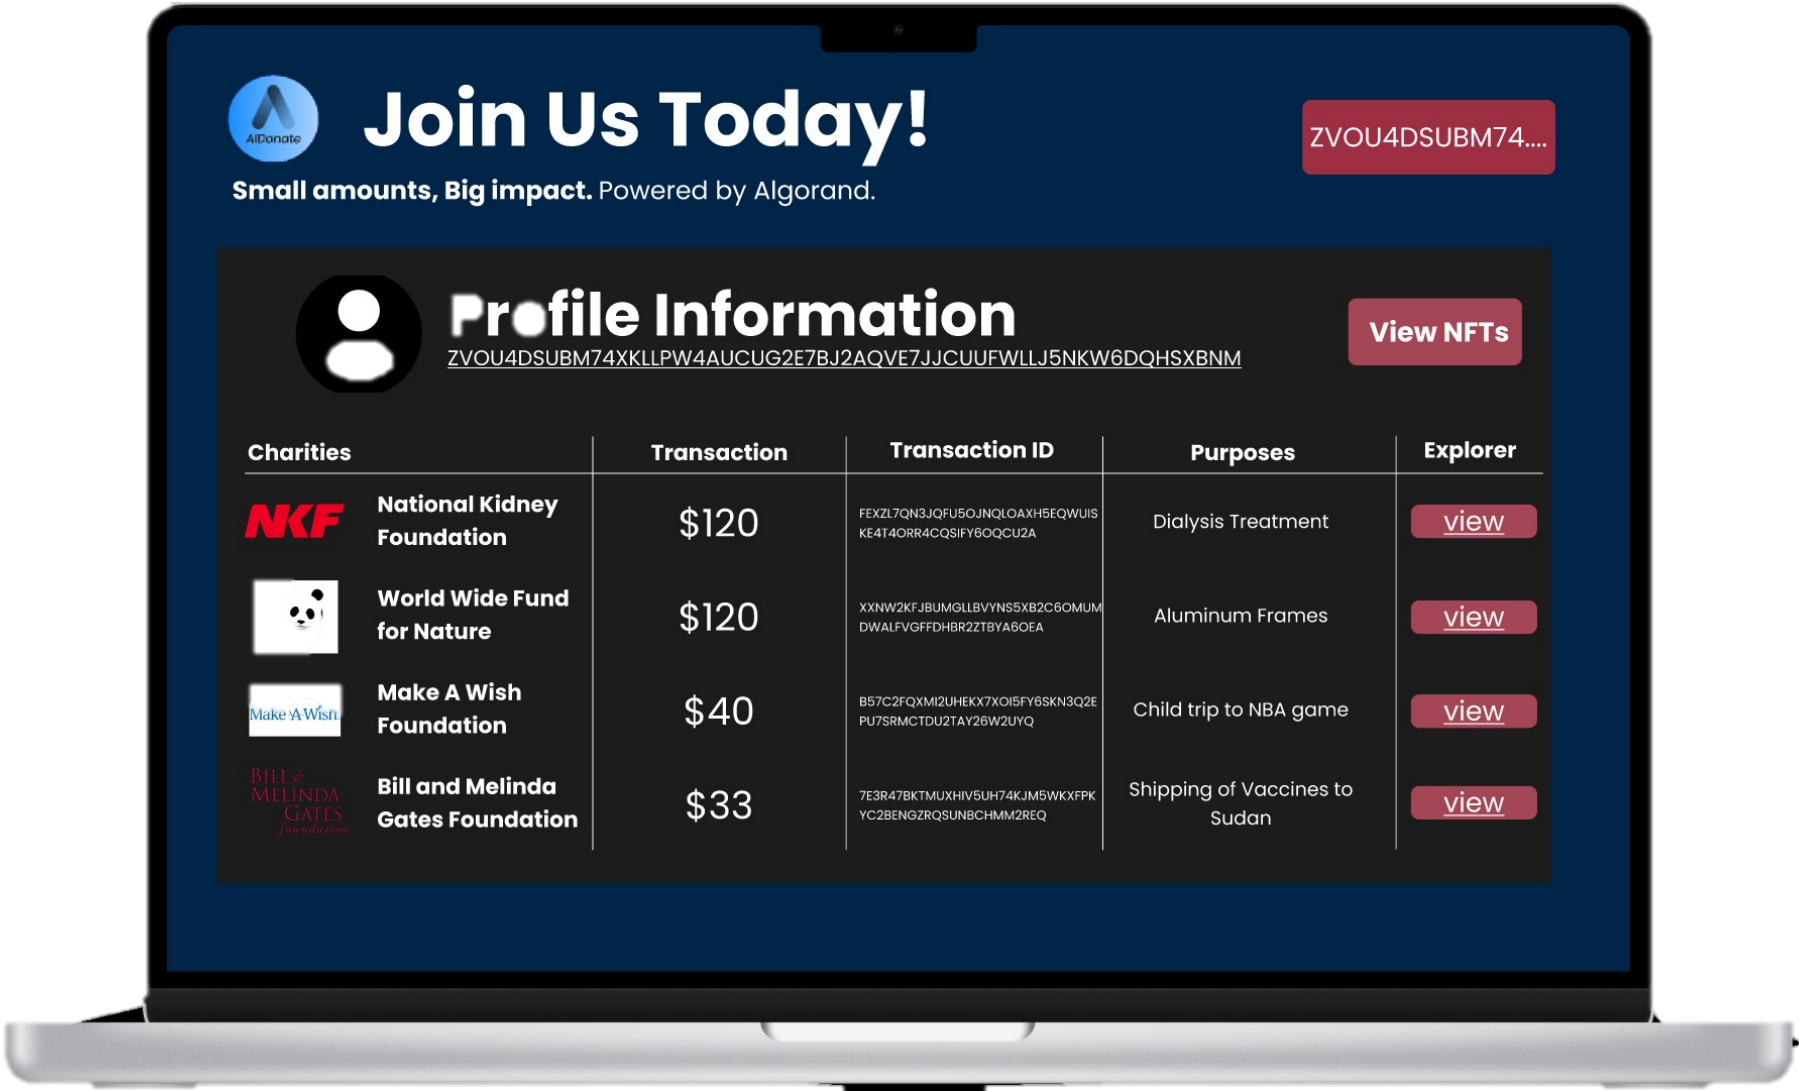 AlDonate
Join Us Today!
ZVOU4DSUBM74....
Small amounts, Big impact. Powered by Algorand.
Profile Information
ZVOU4DSUBM74XKLLPW4AUCUG2E7BJ2AQVE7JJCUUFWLLJ5NKW6DQHSXBNM
View NFTs
Charities
Transaction
Transaction ID
Purposes
Explorer
NKF
National Kidney
Foundation
$120
FEXZL7QN3JQFU5OJNQLOAXH5EQWUIS
KE4T4ORR4CQSIFY6OQCU2A
Dialysis Treatment
view
World Wide Fund
for Nature
$120
XXNW2KFJBUMGLLBVYNS5XB2C6OMUM
DWALFVGFFDHBR2ZTBYA6OEA
Aluminum Frames
view
Make A Wish.
Make A Wish
Foundation
$40
B57C2FQXMI2UHEKX7XOI5FY6SKN3Q2E
PU7SRMCTDU2TAY26W2UYQ
Child trip to NBA game
view
BILL &
MELINDA
GATES
foundation
Bill and Melinda
Gates Foundation
$33
7E3R47BKTMUXHIV5UH74KJM5WKXFPK
YC2BENGZRQSUNBCHMM2REQ
Shipping of Vaccines to
Sudan
view